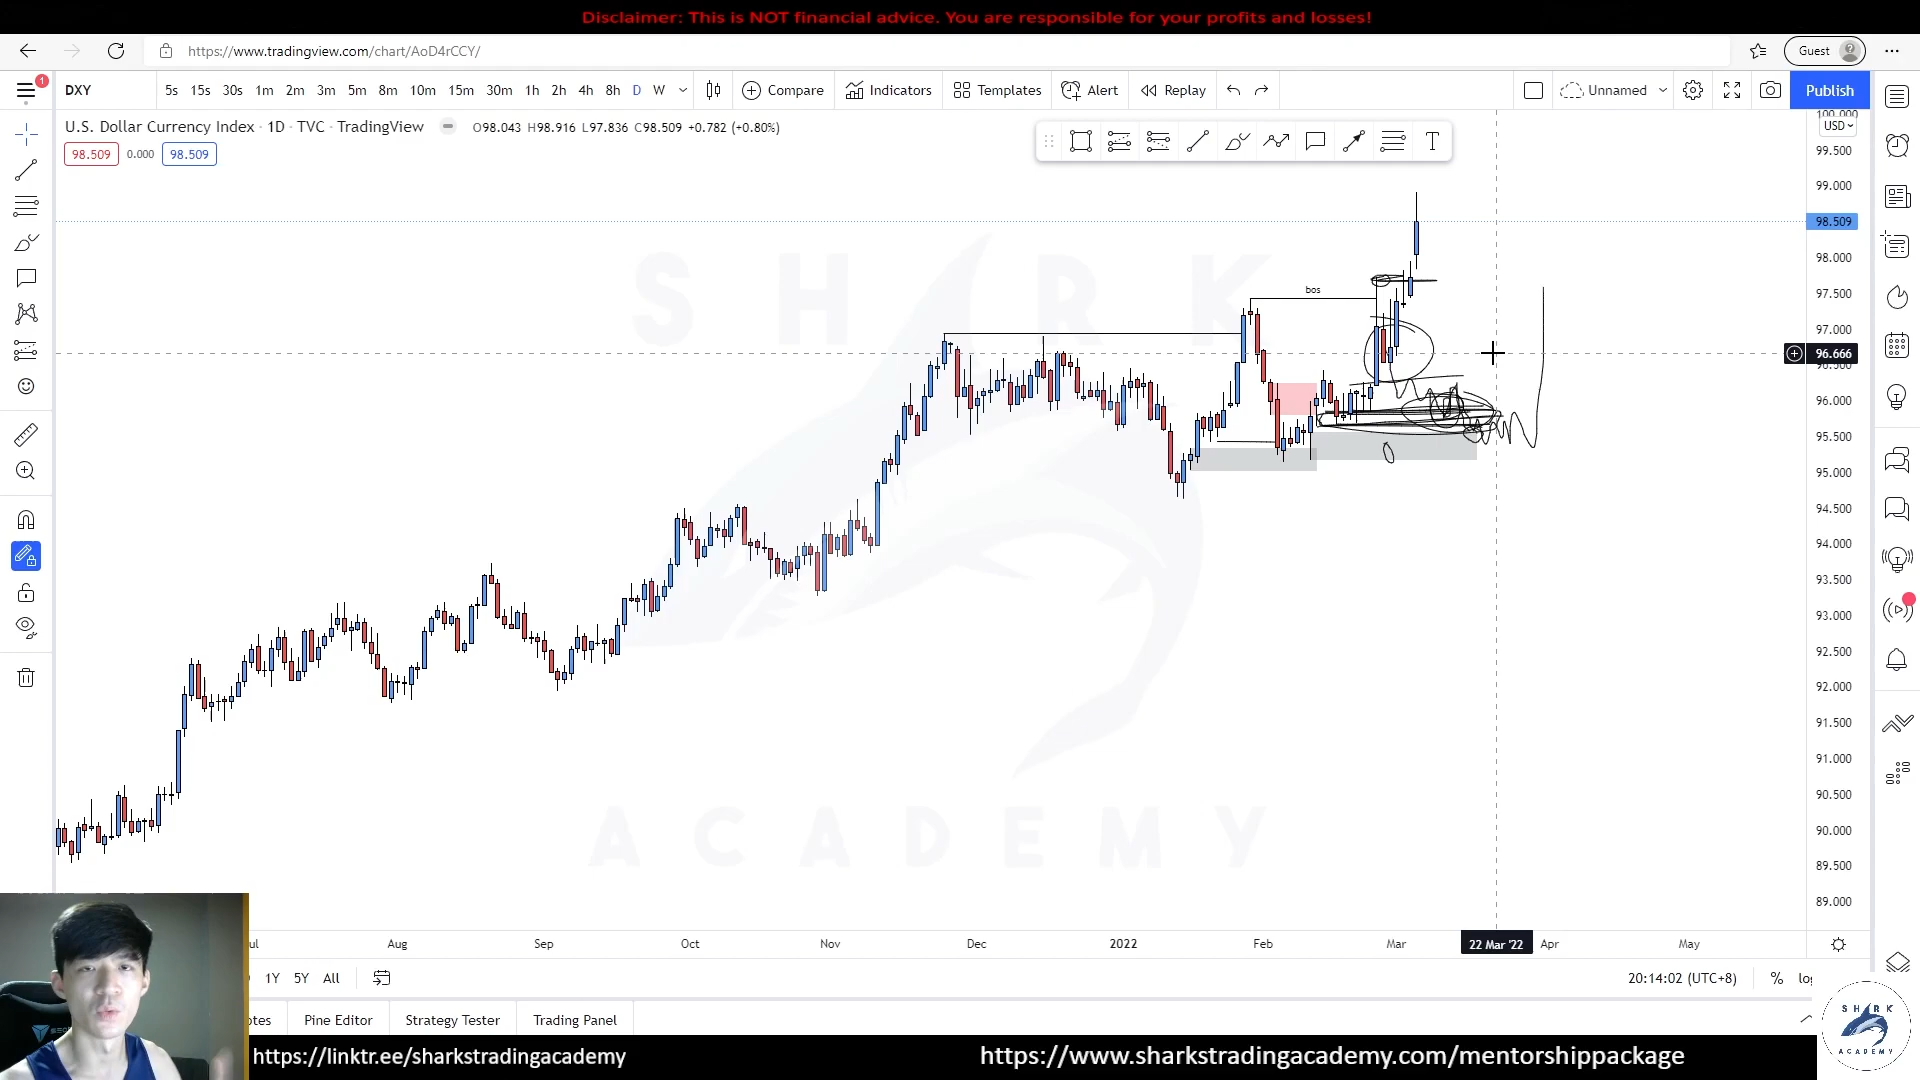 Disclaimer: This is NOT financial advice. You are responsible for your profits and losses!
https://www.tradingview.com/chart/AoD4rCCY/
Guest
1
DXY
5s 15s 30s 1m 2m 3m 5m 8m 10m 15m 30m 1h 2h 4h 8h D W
Compare
Indicators
Templates
Alert
Replay
Unnamed
Publish
U.S. Dollar Currency Index · 1D · TVC · TradingView
O98.043 H98.916 L97.836 C98.509 +0.782 (+0.80%)
98.509 0.000 98.509
T
100.000
USD
99.500
99.000
98.509
98.000
97.500
97.000
96.666
96.500
96.000
95.500
95.000
94.500
94.000
93.500
93.000
92.500
92.000
91.500
91.000
90.500
90.000
89.500
89.000
bos
SHARK
ACADEMY
Aug Sep Oct Nov Dec 2022 Feb Mar 22 Mar '22 Apr May
1Y 5Y All
20:14:02 (UTC+8)
%
Pine Editor
Strategy Tester
Trading Panel
https://linktr.ee/sharkstradingacademy
https://www.sharkstradingacademy.com/mentorshippackage
SHARK
ACADEMY